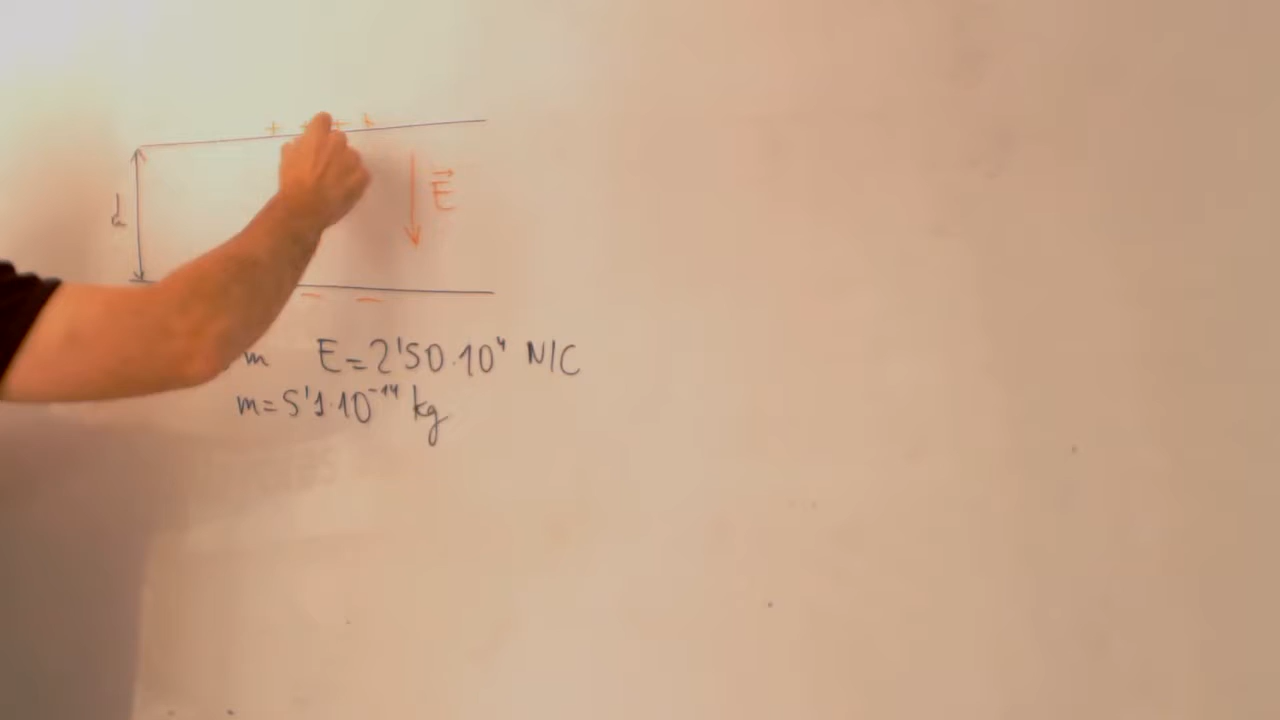 + + + +
d
E⃗
− −
m E=2'50·10⁴ N/C
m=5'1·10⁻¹⁴ kg